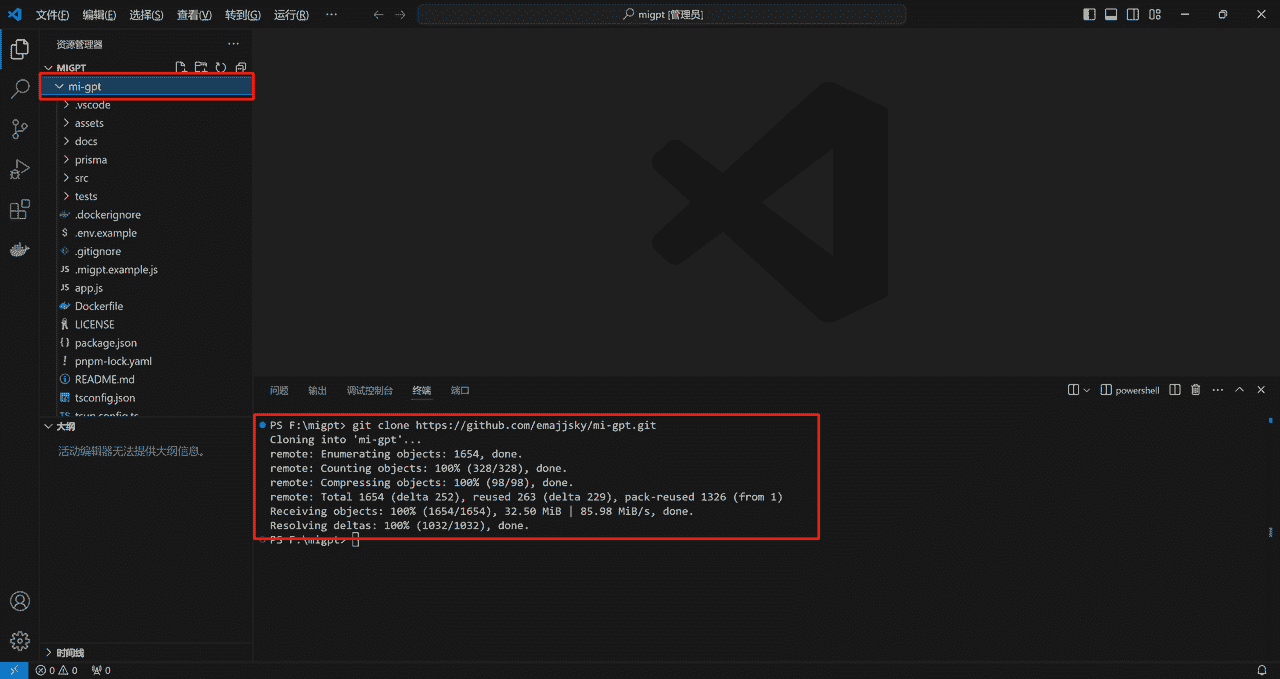 文件(F) 编辑(E) 选择(S) 查看(V) 转到(G) 运行(R) ··· migpt [管理员]
资源管理器 ···
MIGPT
mi-gpt
.vscode
assets
docs
prisma
src
tests
.dockerignore
$ .env.example
.gitignore
JS .migpt.example.js
JS app.js
Dockerfile
LICENSE
{} package.json
! pnpm-lock.yaml
README.md
tsconfig.json
TS tsup.config.ts
大纲
活动编辑器无法提供大纲信息。
时间线
问题 输出 调试控制台 终端 端口 powershell ···
PS F:\migpt> git clone https://github.com/emajjsky/mi-gpt.git
Cloning into 'mi-gpt'...
remote: Enumerating objects: 1654, done.
remote: Counting objects: 100% (328/328), done.
remote: Compressing objects: 100% (98/98), done.
remote: Total 1654 (delta 252), reused 263 (delta 229), pack-reused 1326 (from 1)
Receiving objects: 100% (1654/1654), 32.50 MiB | 85.98 MiB/s, done.
Resolving deltas: 100% (1032/1032), done.
PS F:\migpt>
0 0 0